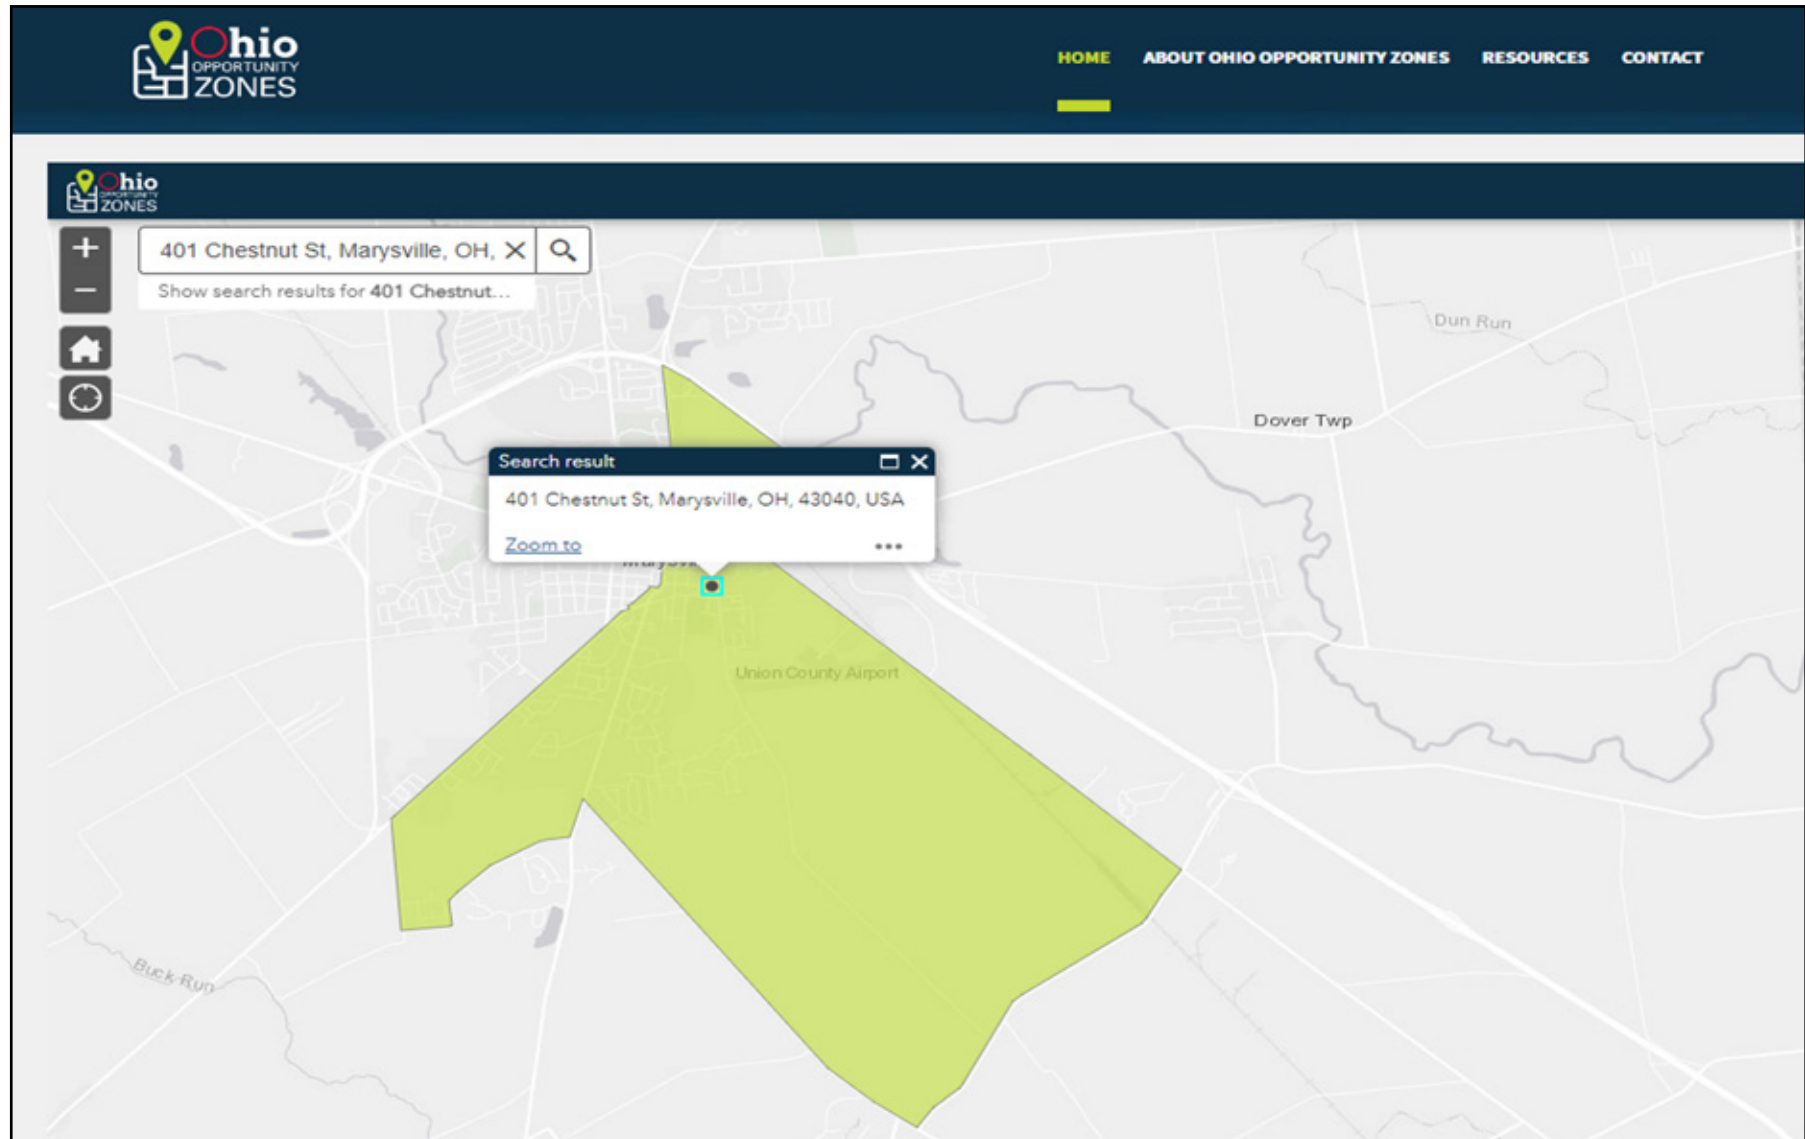 Ohio
OPPORTUNITY
ZONES
HOME ABOUT OHIO OPPORTUNITY ZONES RESOURCES CONTACT
Ohio
OPPORTUNITY
ZONES
+
401 Chestnut St, Marysville, OH,
−
Show search results for 401 Chestnut...
Dun Run
Dover Twp
Search result
401 Chestnut St, Marysville, OH, 43040, USA
Zoom to
Union County Airport
Buck Run